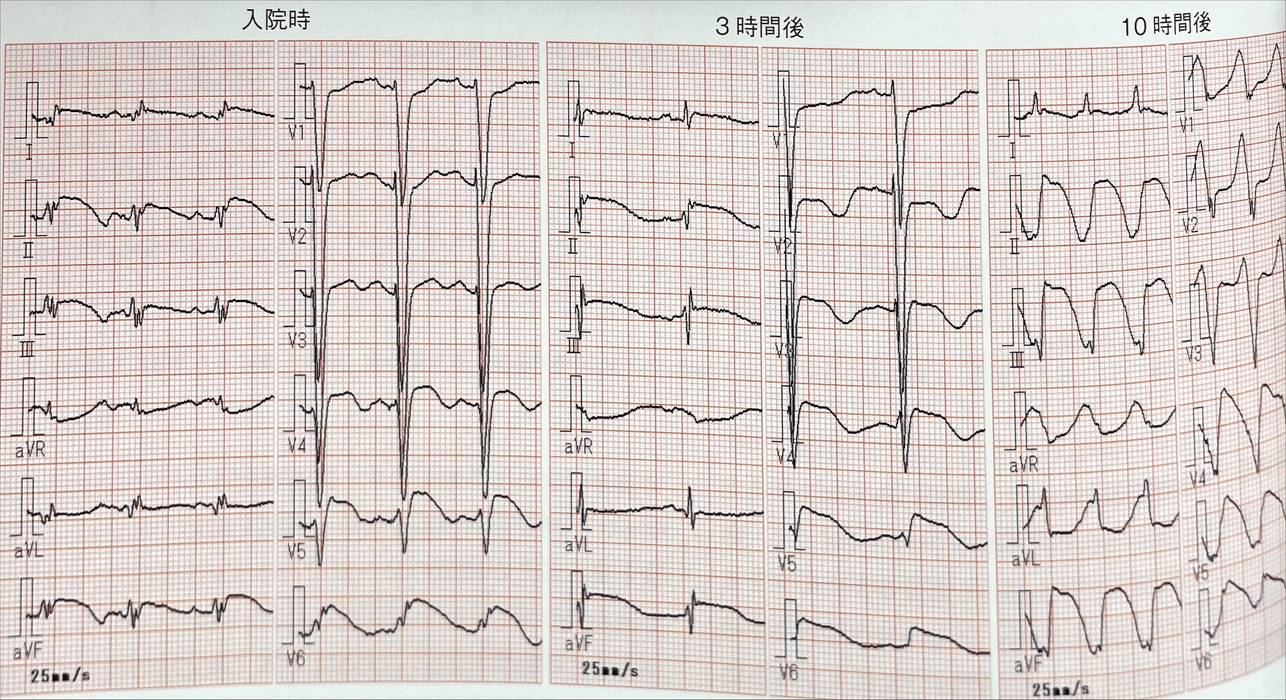 入院時
3時間後
10時間後
I
II
III
aVR
aVL
aVF
25mm/s
V1
V2
V3
V4
V5
V6
I
II
III
aVR
aVL
aVF
25mm/s
V1
V2
V3
V4
V5
V6
I
II
III
aVR
aVL
aVF
25mm/s
V1
V2
V3
V4
V5
V6